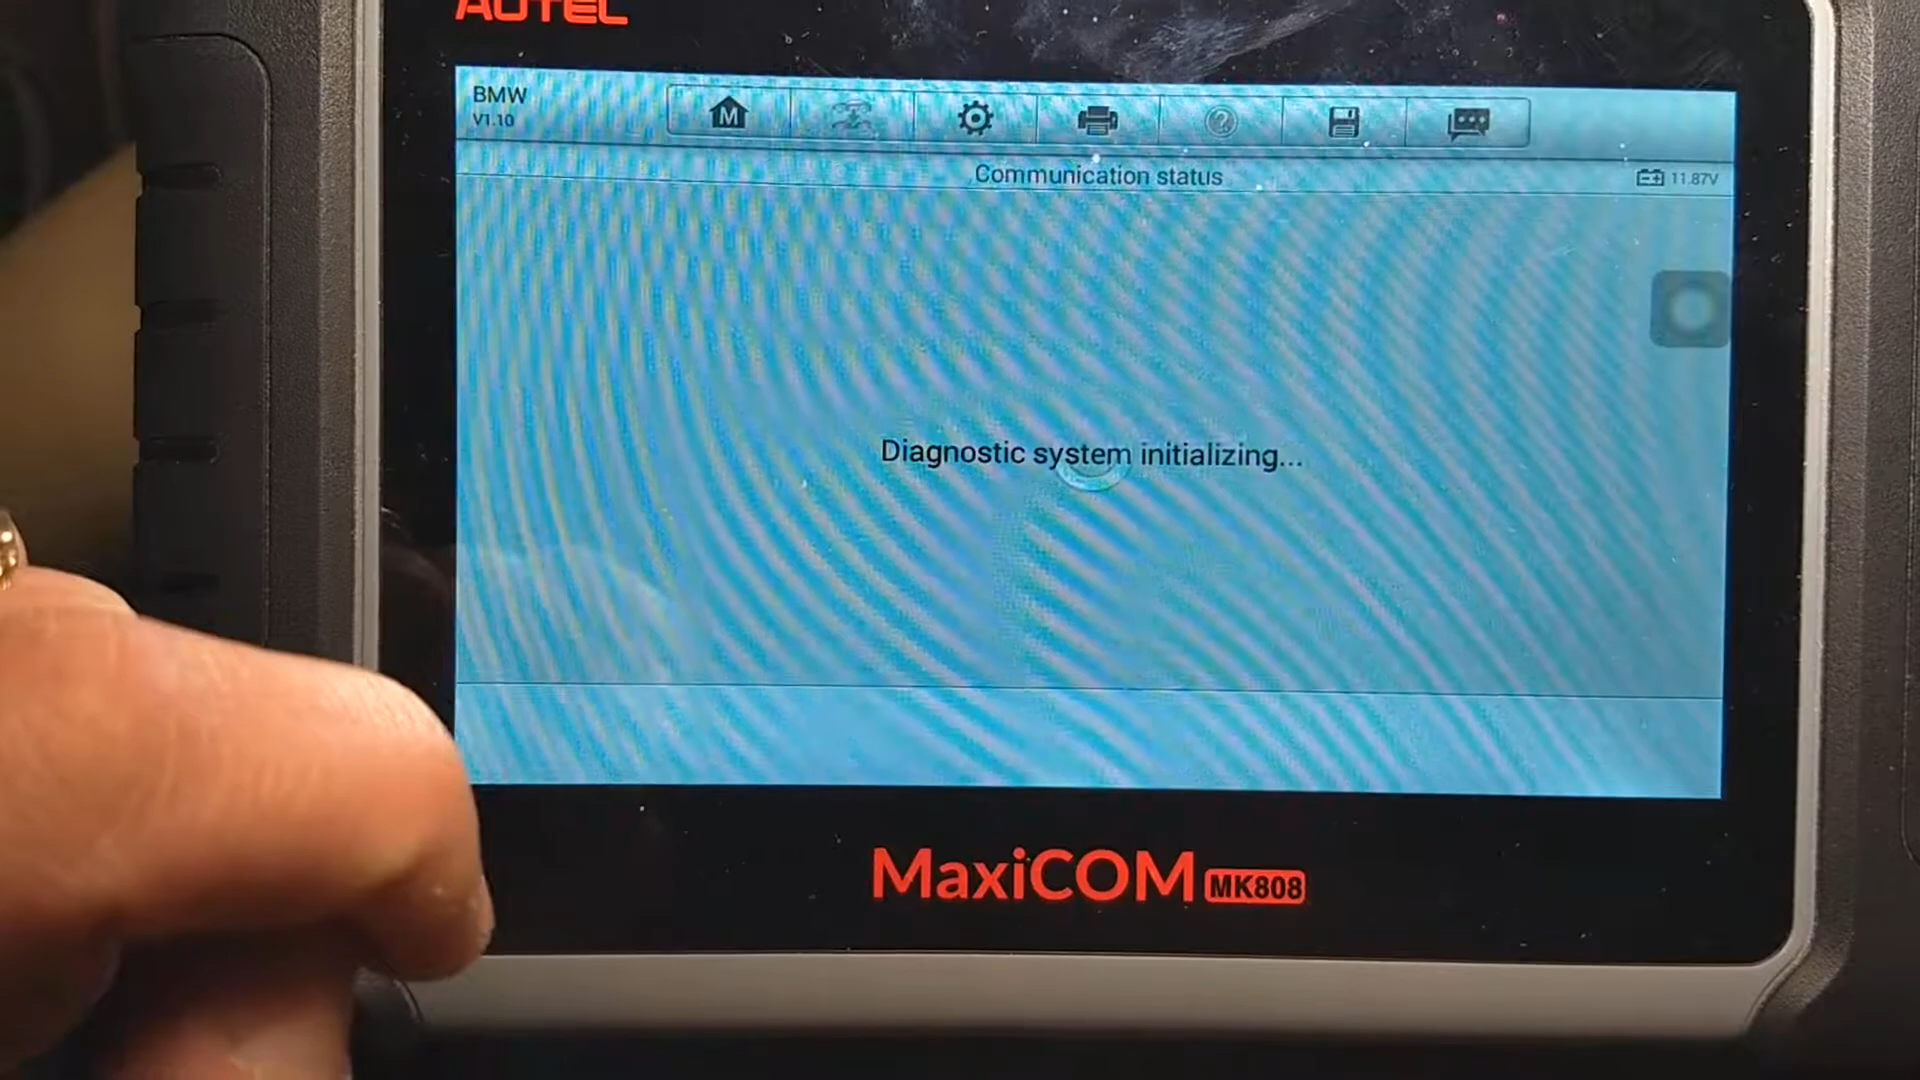 AUTEL
BMW
V1.10
M
Communication status
11.87V
Diagnostic system initializing...
MaxiCOM MK808